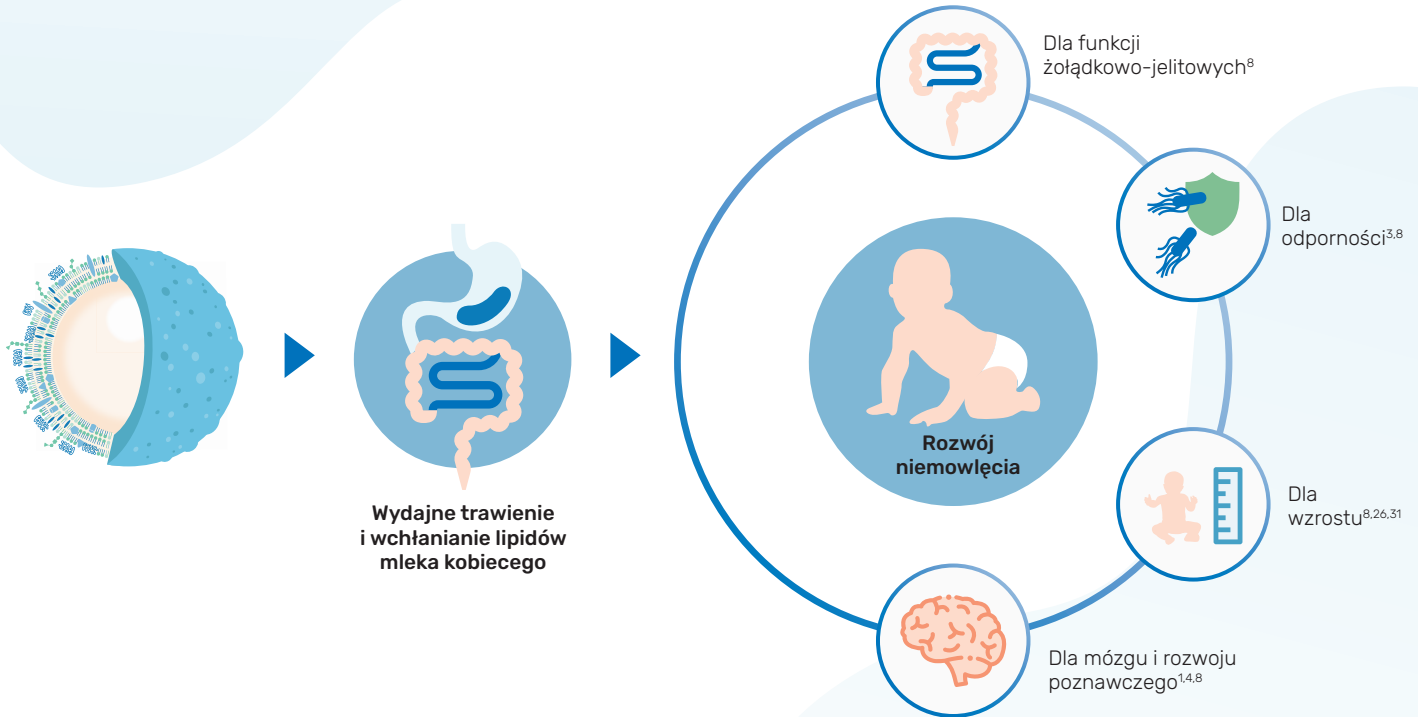 Dla funkcji
żołądkowo-jelitowych⁸
Dla
odporności³,⁸
Rozwój
niemowlęcia
Dla
wzrostu⁸,²⁶,³¹
Wydajne trawienie
i wchłanianie lipidów
mleka kobiecego
Dla mózgu i rozwoju
poznawczego¹,⁴,⁸